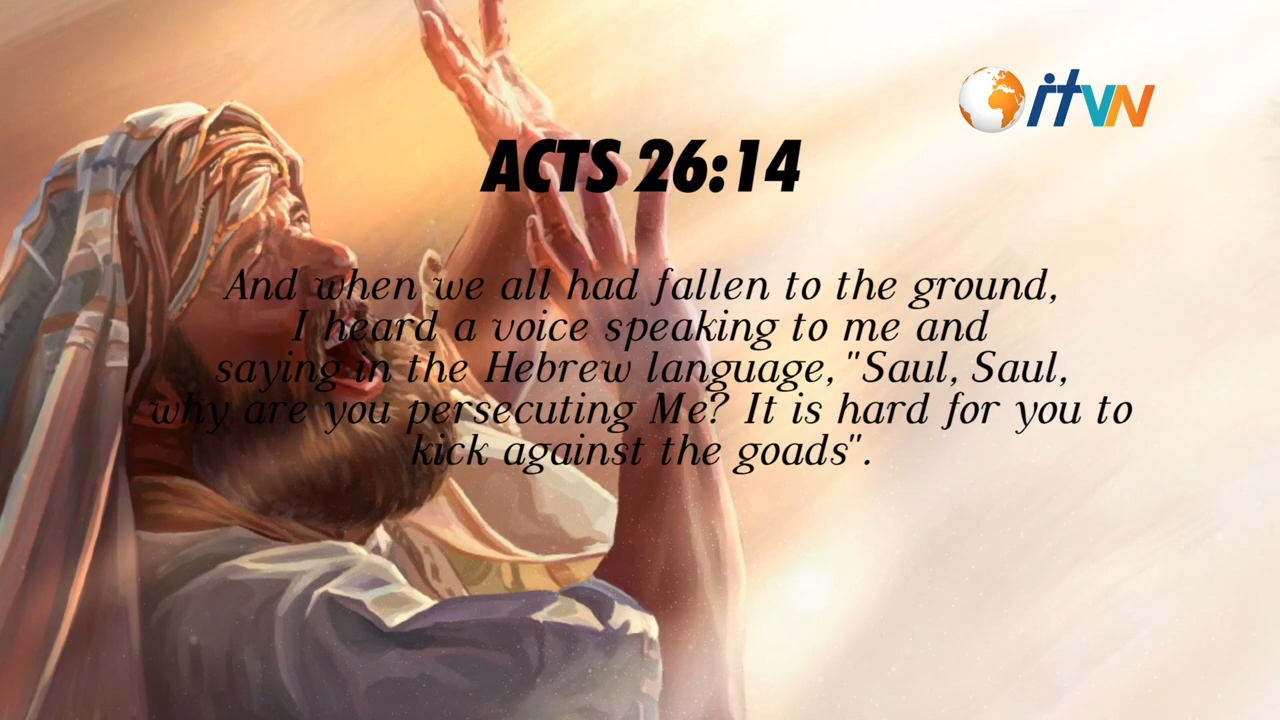 itVN
ACTS 26:14
And when we all had fallen to the ground,
I heard a voice speaking to me and
saying in the Hebrew language, "Saul, Saul,
why are you persecuting Me? It is hard for you to
kick against the goads".